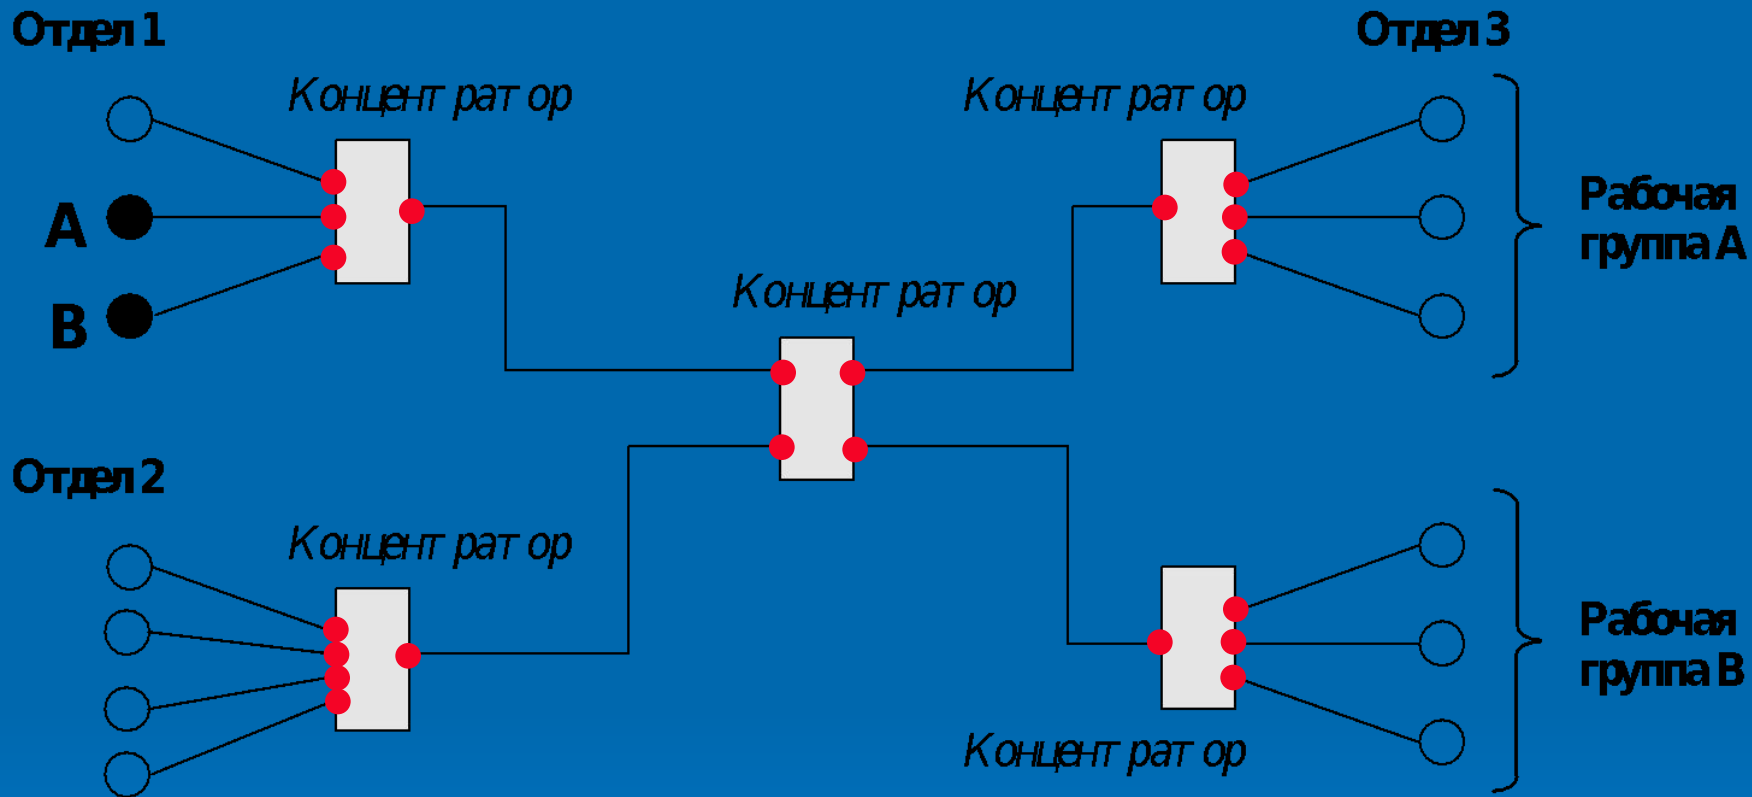 Отдел 1
Отдел 3
Концентратор
Концентратор
Рабочая
группа А
А
В
Концентратор
Отдел 2
Концентратор
Рабочая
группа В
Концентратор